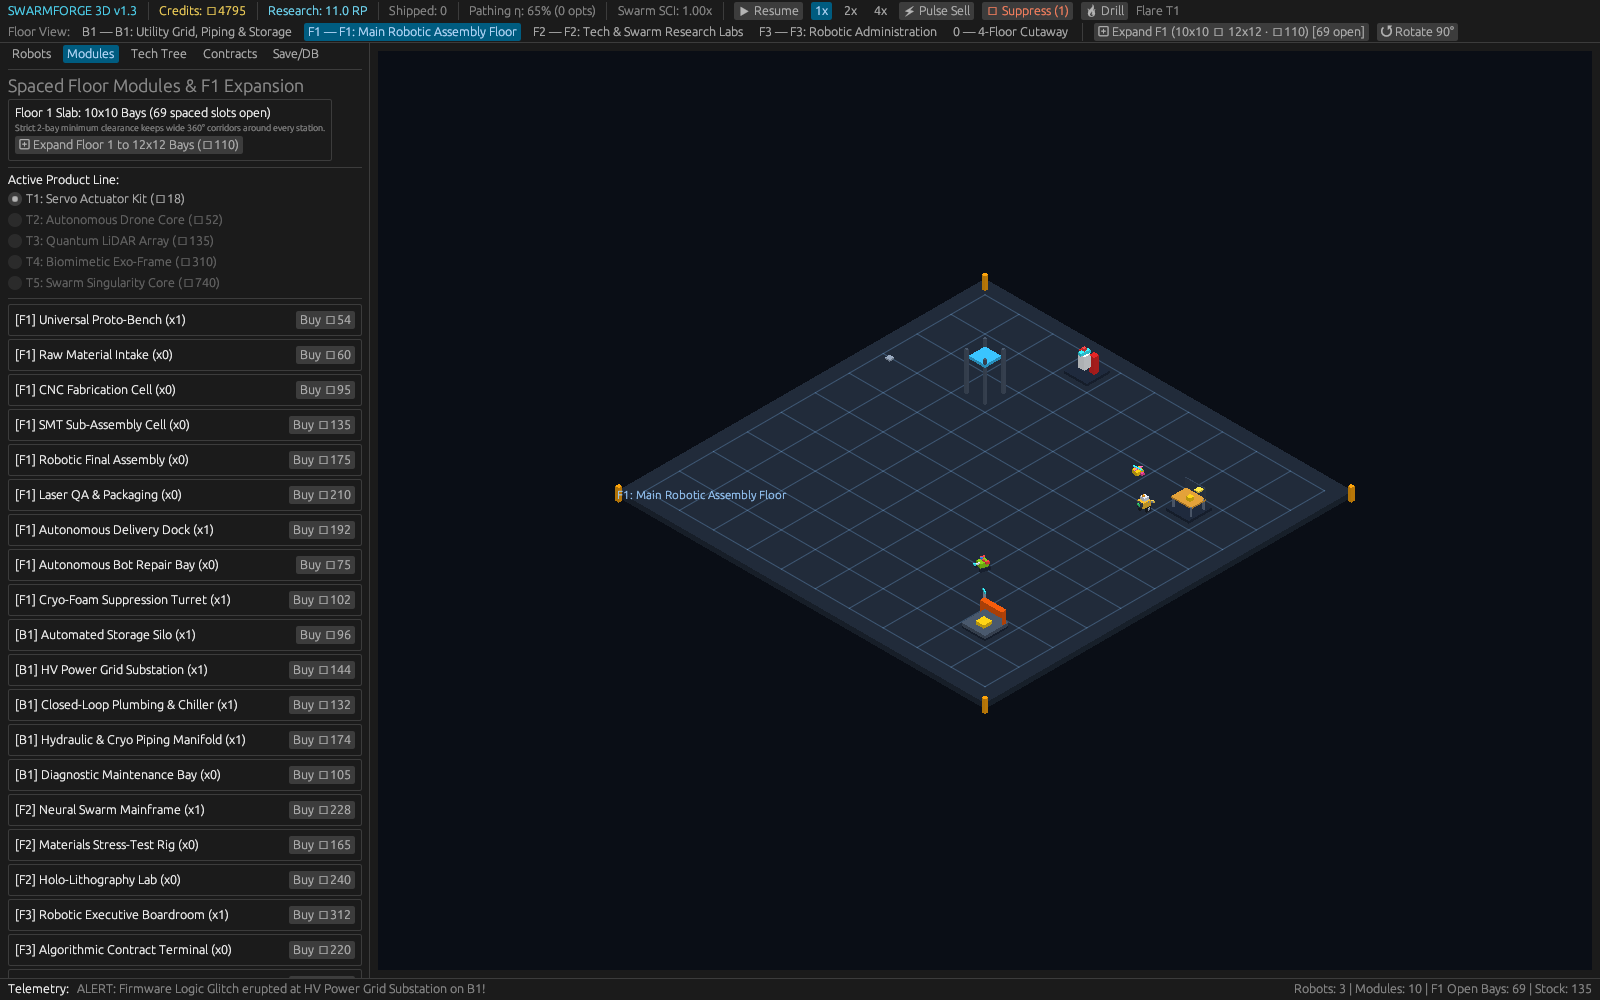 SWARMFORGE 3D v1.3 Credits: □4795 Research: 11.0 RP Shipped: 0 Pathing η: 65% (0 opts) Swarm SCI: 1.00x ▶ Resume 1x 2x 4x ⚡ Pulse Sell □ Suppress (1) 🔥 Drill Flare T1
Floor View: B1 — B1: Utility Grid, Piping & Storage F1 — F1: Main Robotic Assembly Floor F2 — F2: Tech & Swarm Research Labs F3 — F3: Robotic Administration 0 — 4-Floor Cutaway ⊞ Expand F1 (10x10 □ 12x12 · □110) [69 open] ↺ Rotate 90°
Robots Modules Tech Tree Contracts Save/DB
Spaced Floor Modules & F1 Expansion
Floor 1 Slab: 10x10 Bays (69 spaced slots open)
Strict 2-bay minimum clearance keeps wide 360° corridors around every station.
⊞ Expand Floor 1 to 12x12 Bays (□110)
Active Product Line:
T1: Servo Actuator Kit (□18)
T2: Autonomous Drone Core (□52)
T3: Quantum LiDAR Array (□135)
T4: Biomimetic Exo-Frame (□310)
T5: Swarm Singularity Core (□740)
[F1] Universal Proto-Bench (x1) Buy □54
[F1] Raw Material Intake (x0) Buy □60
[F1] CNC Fabrication Cell (x0) Buy □95
[F1] SMT Sub-Assembly Cell (x0) Buy □135
[F1] Robotic Final Assembly (x0) Buy □175
[F1] Laser QA & Packaging (x0) Buy □210
[F1] Autonomous Delivery Dock (x1) Buy □192
[F1] Autonomous Bot Repair Bay (x0) Buy □75
[F1] Cryo-Foam Suppression Turret (x1) Buy □102
[B1] Automated Storage Silo (x1) Buy □96
[B1] HV Power Grid Substation (x1) Buy □144
[B1] Closed-Loop Plumbing & Chiller (x1) Buy □132
[B1] Hydraulic & Cryo Piping Manifold (x1) Buy □174
[B1] Diagnostic Maintenance Bay (x0) Buy □105
[F2] Neural Swarm Mainframe (x1) Buy □228
[F2] Materials Stress-Test Rig (x0) Buy □165
[F2] Holo-Lithography Lab (x0) Buy □240
[F3] Robotic Executive Boardroom (x1) Buy □312
[F3] Algorithmic Contract Terminal (x0) Buy □220
F1: Main Robotic Assembly Floor
Telemetry: ALERT: Firmware Logic Glitch erupted at HV Power Grid Substation on B1! Robots: 3 | Modules: 10 | F1 Open Bays: 69 | Stock: 135